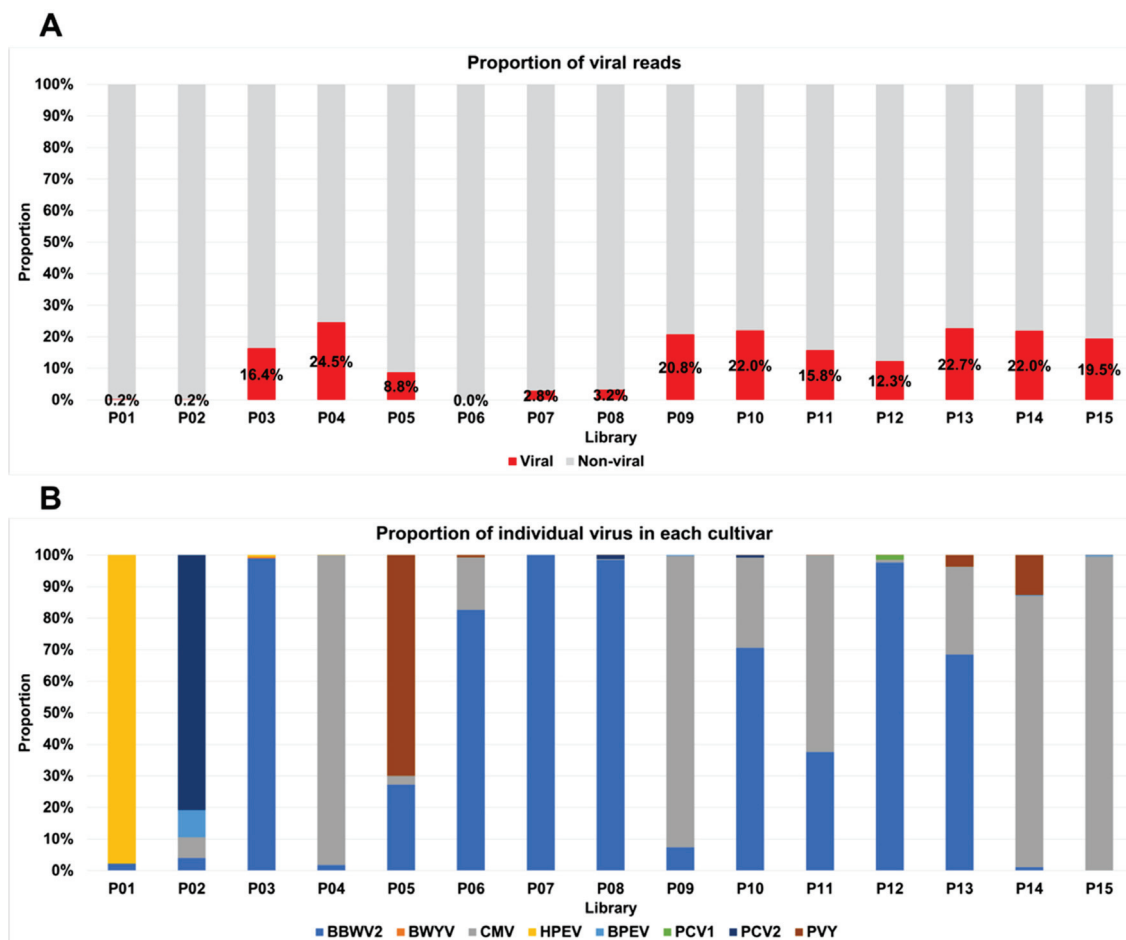 A
Proportion of viral reads
100%
90%
80%
70%
60%
50%
40%
30%
20%
10%
0%
Proportion
0.2% 0.2% 16.4% 24.5% 8.8% 0.0% 2.8% 3.2% 20.8% 22.0% 15.8% 12.3% 22.7% 22.0% 19.5%
P01 P02 P03 P04 P05 P06 P07 P08 P09 P10 P11 P12 P13 P14 P15
Library
Viral Non-viral
B
Proportion of individual virus in each cultivar
100%
90%
80%
70%
60%
50%
40%
30%
20%
10%
0%
Proportion
P01 P02 P03 P04 P05 P06 P07 P08 P09 P10 P11 P12 P13 P14 P15
Library
BBWV2 BWYV CMV HPEV BPEV PCV1 PCV2 PVY